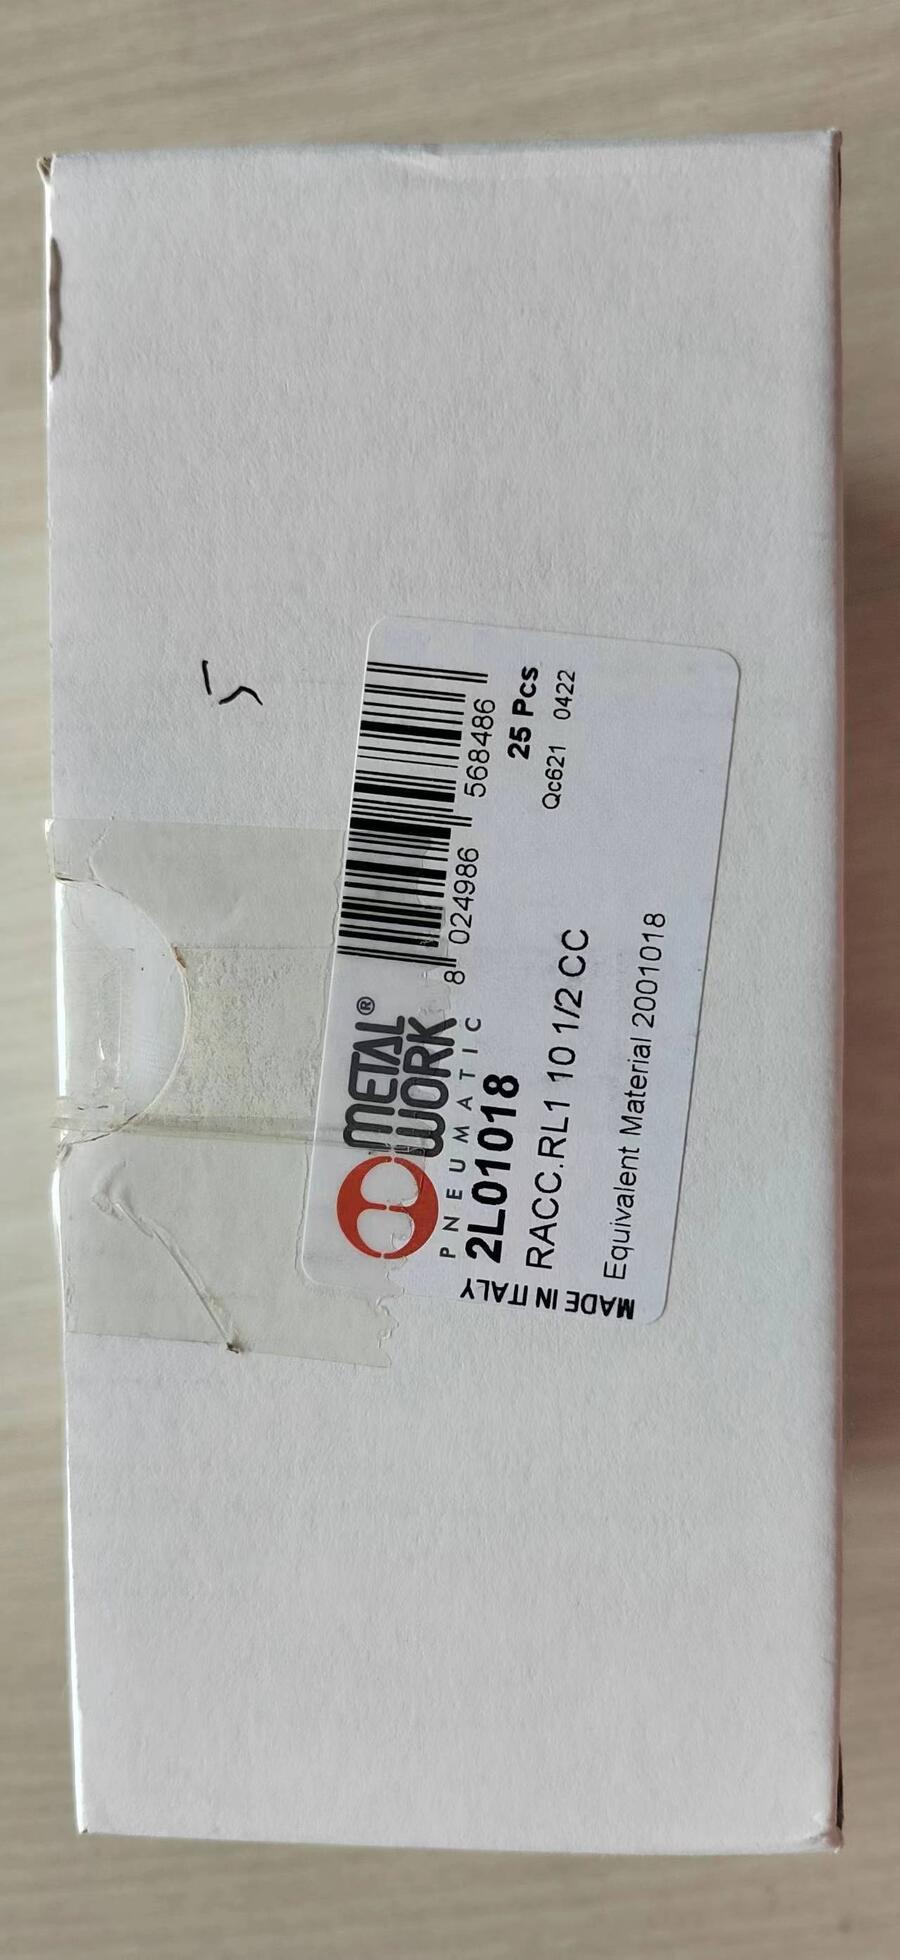 5
METAL®
WORK
PNEUMATIC
8 024986 568486
2L01018
25 Pcs
RACC.RL1 10 1/2 CC
Qc621 0422
Equivalent Material 2001018
MADE IN ITALY